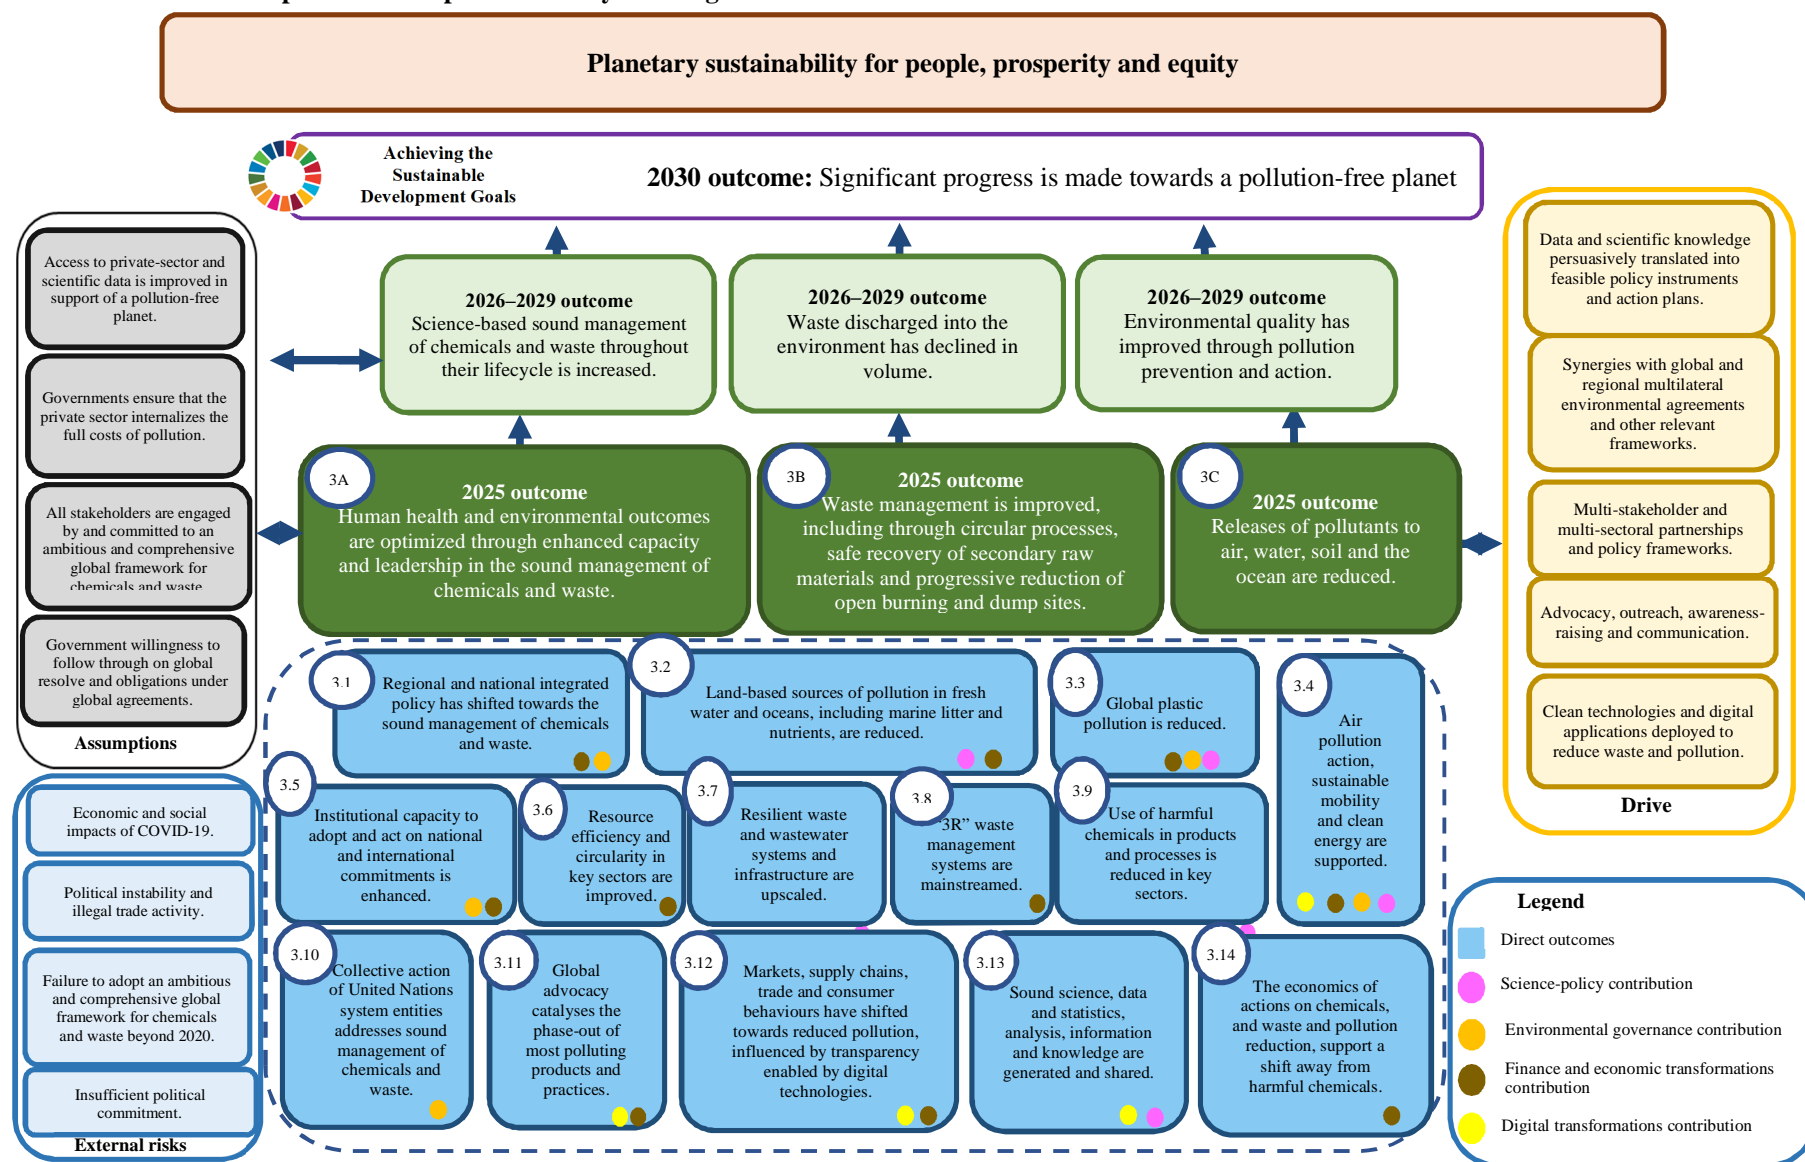 Planetary sustainability for people, prosperity and equity
Achieving the
Sustainable
Development Goals
2030 outcome: Significant progress is made towards a pollution-free planet
Access to private-sector and
scientific data is improved in
support of a pollution-free
planet.
Governments ensure that the
private sector internalizes the
full costs of pollution.
All stakeholders are engaged
by and committed to an
ambitious and comprehensive
global framework for
chemicals and waste
Government willingness to
follow through on global
resolve and obligations under
global agreements.
Assumptions
Economic and social
impacts of COVID-19.
Political instability and
illegal trade activity.
Failure to adopt an ambitious
and comprehensive global
framework for chemicals
and waste beyond 2020.
Insufficient political
commitment.
External risks
2026–2029 outcome
Science-based sound management
of chemicals and waste throughout
their lifecycle is increased.
2026–2029 outcome
Waste discharged into the
environment has declined in
volume.
2026–2029 outcome
Environmental quality has
improved through pollution
prevention and action.
3A
2025 outcome
Human health and environmental outcomes
are optimized through enhanced capacity
and leadership in the sound management of
chemicals and waste.
3B
2025 outcome
Waste management is improved,
including through circular processes,
safe recovery of secondary raw
materials and progressive reduction of
open burning and dump sites.
3C
2025 outcome
Releases of pollutants to
air, water, soil and the
ocean are reduced.
3.1
Regional and national integrated
policy has shifted towards the
sound management of chemicals
and waste.
3.2
Land-based sources of pollution in fresh
water and oceans, including marine litter and
nutrients, are reduced.
3.3
Global plastic
pollution is reduced.
3.4
Air
pollution
action,
sustainable
mobility
and clean
energy are
supported.
3.5
Institutional capacity to
adopt and act on national
and international
commitments is
enhanced.
3.6
Resource
efficiency and
circularity in
key sectors are
improved.
3.7
Resilient waste
and wastewater
systems and
infrastructure are
upscaled.
3.8
“3R” waste
management
systems are
mainstreamed.
3.9
Use of harmful
chemicals in products
and processes is
reduced in key
sectors.
3.10
Collective action
of United Nations
system entities
addresses sound
management of
chemicals and
waste.
3.11
Global
advocacy
catalyses the
phase-out of
most polluting
products and
practices.
3.12
Markets, supply chains,
trade and consumer
behaviours have shifted
towards reduced pollution,
influenced by transparency
enabled by digital
technologies.
3.13
Sound science, data
and statistics,
analysis, information
and knowledge are
generated and shared.
3.14
The economics of
actions on chemicals,
and waste and pollution
reduction, support a
shift away from
harmful chemicals.
Data and scientific knowledge
persuasively translated into
feasible policy instruments
and action plans.
Synergies with global and
regional multilateral
environmental agreements
and other relevant
frameworks.
Multi-stakeholder and
multi-sectoral partnerships
and policy frameworks.
Advocacy, outreach, awareness-
raising and communication.
Clean technologies and digital
applications deployed to
reduce waste and pollution.
Drive
Legend
Direct outcomes
Science-policy contribution
Environmental governance contribution
Finance and economic transformations
contribution
Digital transformations contribution